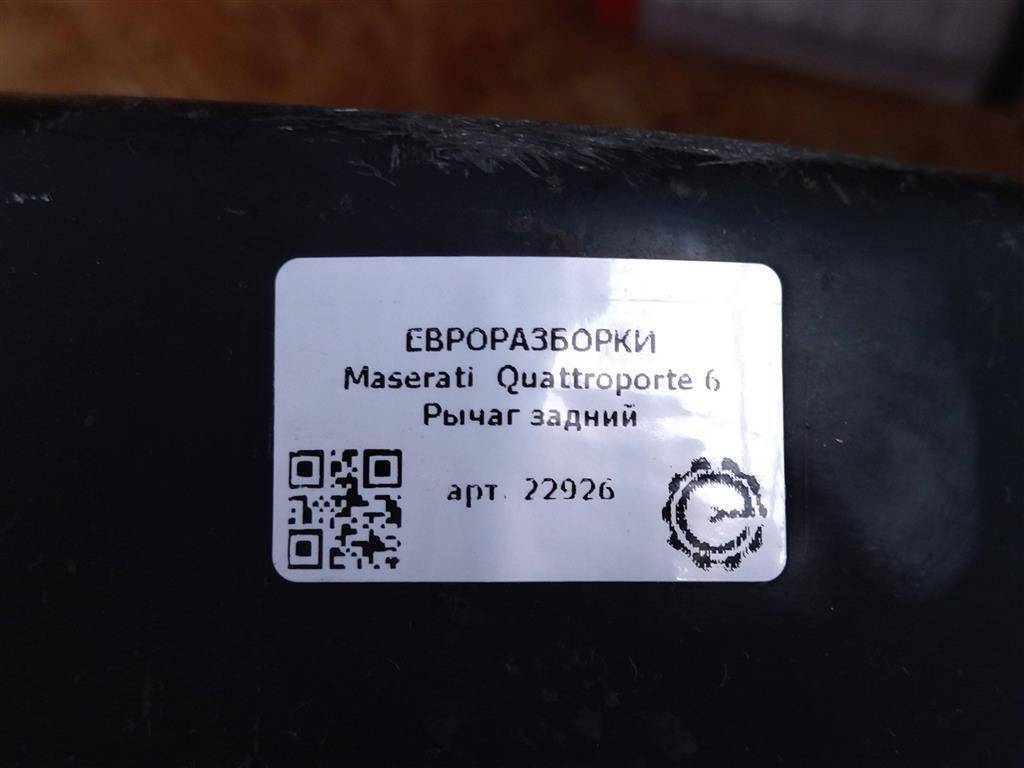 ЕВРОРАЗБОРКИ
Maserati Quattroporte 6
Рычаг задний
арт. 22926